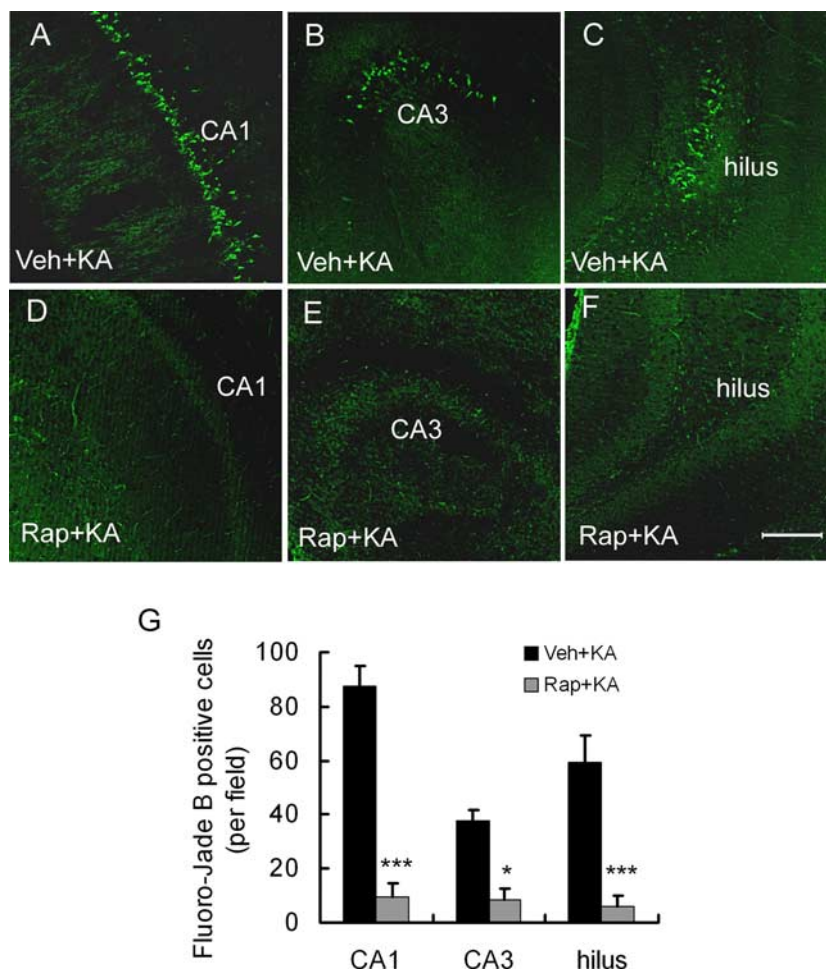 A
CA1
Veh+KA
B
CA3
Veh+KA
C
hilus
Veh+KA
D
CA1
Rap+KA
E
CA3
Rap+KA
F
hilus
Rap+KA
G
Fluoro-Jade B positive cells
(per field)
100
80
60
40
20
0
Veh+KA
Rap+KA
***
*
***
CA1
CA3
hilus